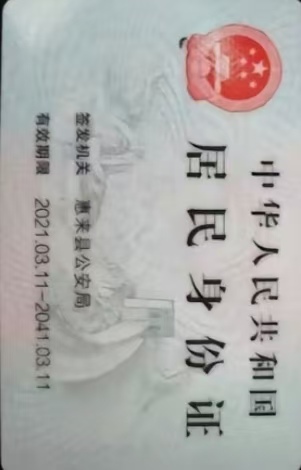 中华人民共和国
居民身份证
签发机关 惠来县公安局
有效期限 2021.03.11-2041.03.11